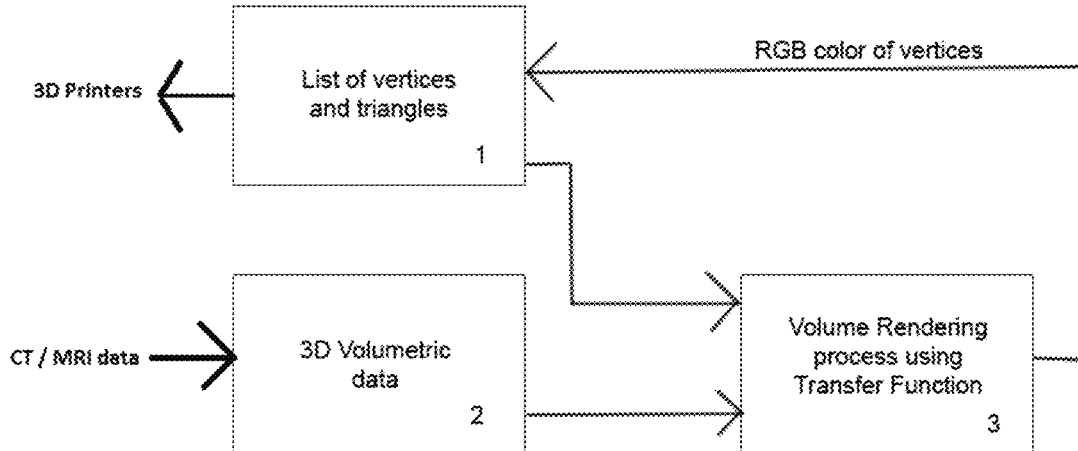 RGB color of vertices
3D Printers
List of vertices
and triangles
1
CT / MRI data
3D Volumetric
data
2
Volume Rendering
process using
Transfer Function
3